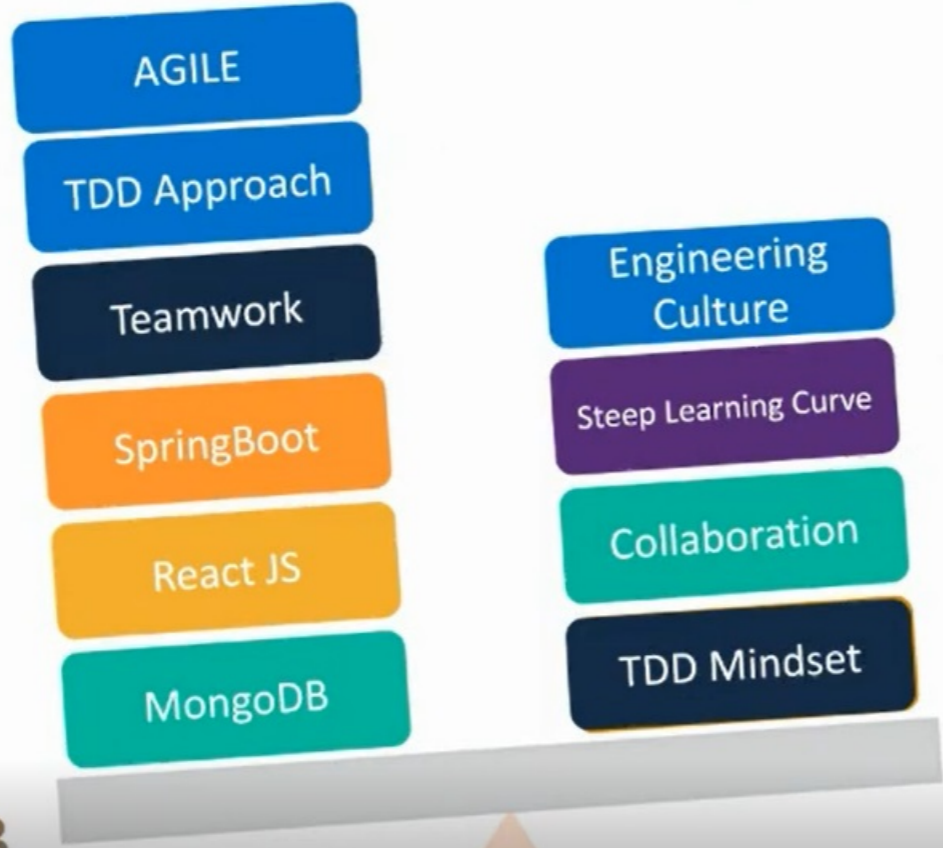 AGILE
TDD Approach
Teamwork
SpringBoot
React JS
MongoDB
Engineering
Culture
Steep Learning Curve
Collaboration
TDD Mindset